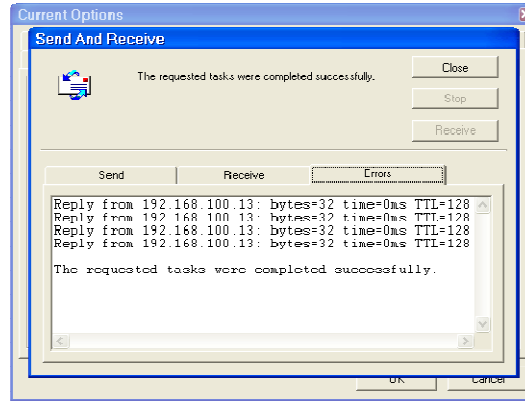 Current Options
Send And Receive
The requested tasks were completed successfully.
Close
Stop
Receive
Send Receive Errors
Reply from 192.168.100.13: bytes=32 time=0ms TTL=128
Reply from 192.168.100.13: bytes=32 time=0ms TTL=128
Reply from 192.168.100.13: bytes=32 time=0ms TTL=128
Reply from 192.168.100.13: bytes=32 time=0ms TTL=128
The requested tasks were completed successfully.
OK Cancel